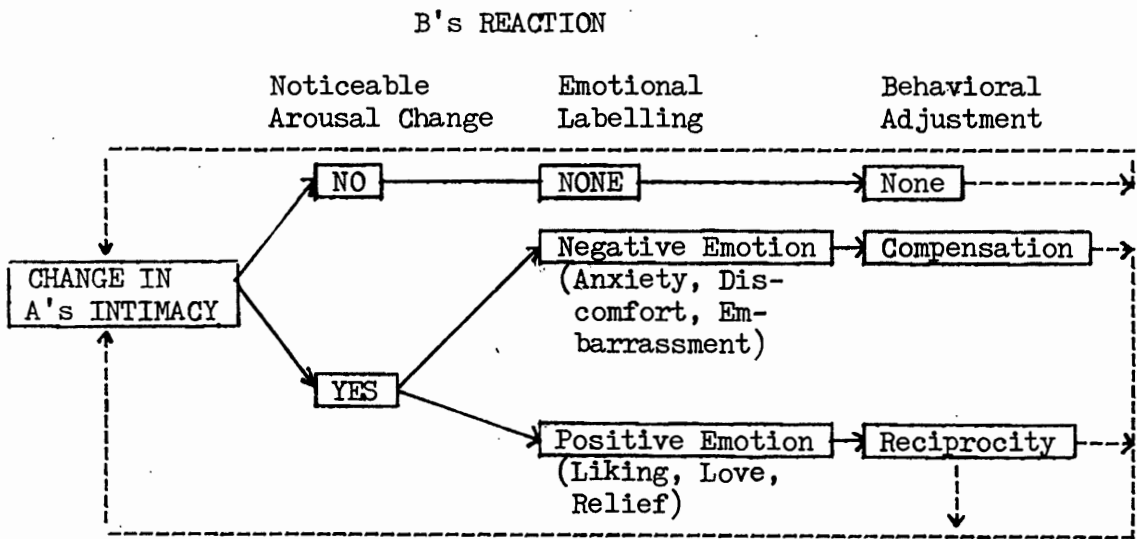 B's REACTION
Noticeable Emotional Behavioral
Arousal Change Labelling Adjustment
NO NONE None
Negative Emotion Compensation
(Anxiety, Dis-
comfort, Em-
barrassment)
CHANGE IN
A's INTIMACY
YES
Positive Emotion Reciprocity
(Liking, Love,
Relief)